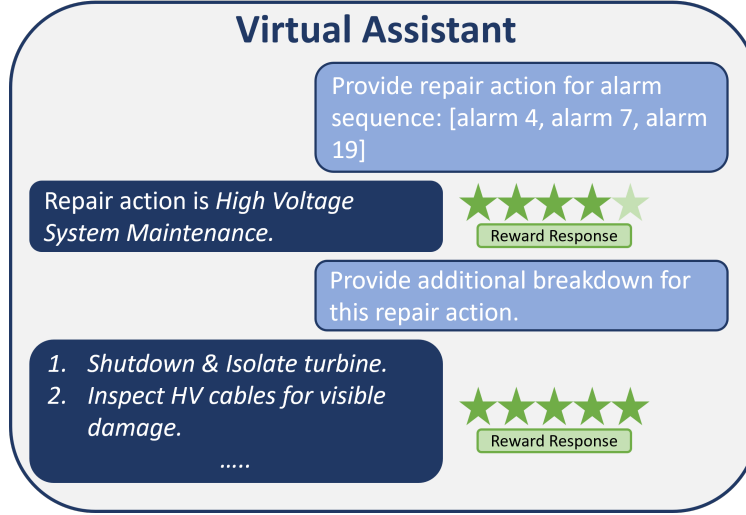 Virtual Assistant
Provide repair action for alarm
sequence: [alarm 4, alarm 7, alarm
19]
Repair action is High Voltage
System Maintenance.
Reward Response
Provide additional breakdown for
this repair action.
1. Shutdown & Isolate turbine.
2. Inspect HV cables for visible
damage.
.....
Reward Response